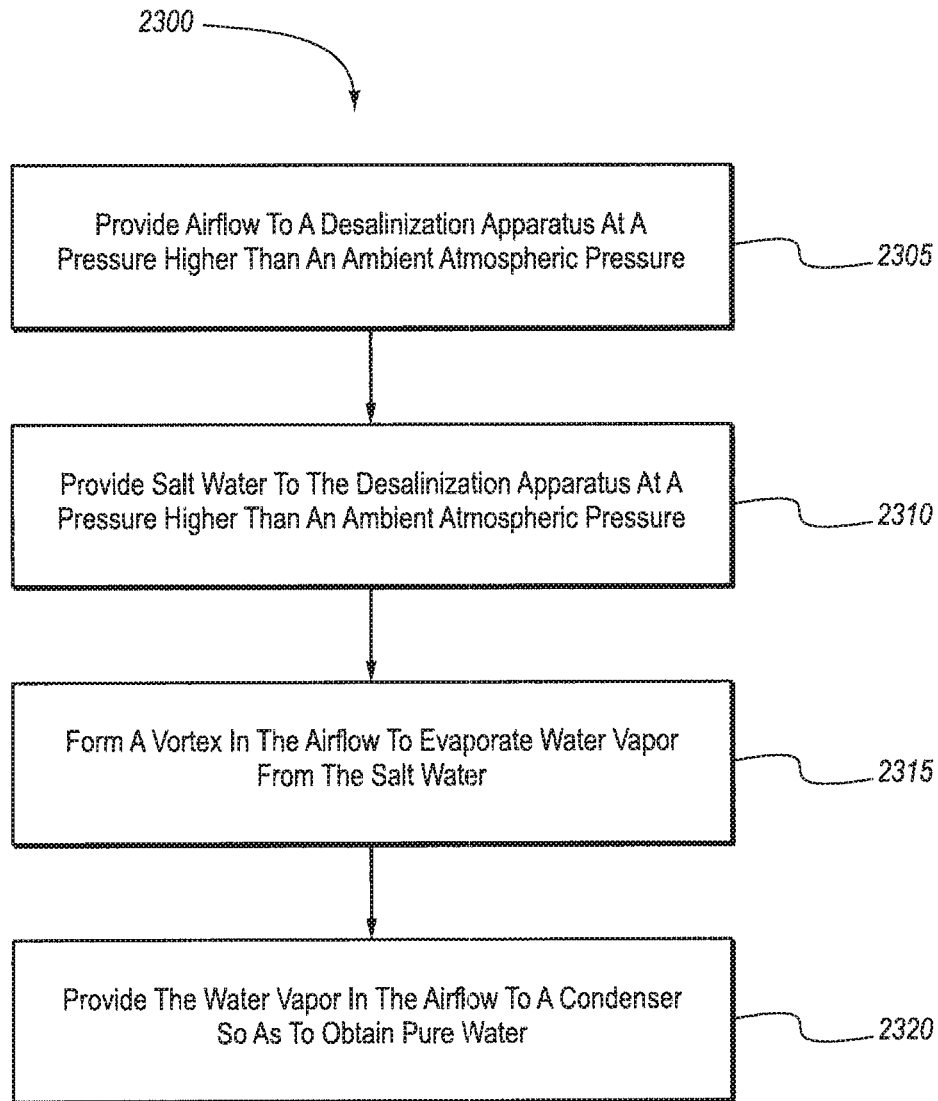 2300
Provide Airflow To A Desalinization Apparatus At A
Pressure Higher Than An Ambient Atmospheric Pressure
2305
Provide Salt Water To The Desalinization Apparatus At A
Pressure Higher Than An Ambient Atmospheric Pressure
2310
Form A Vortex In The Airflow To Evaporate Water Vapor
From The Salt Water
2315
Provide The Water Vapor In The Airflow To A Condenser
So As To Obtain Pure Water
2320